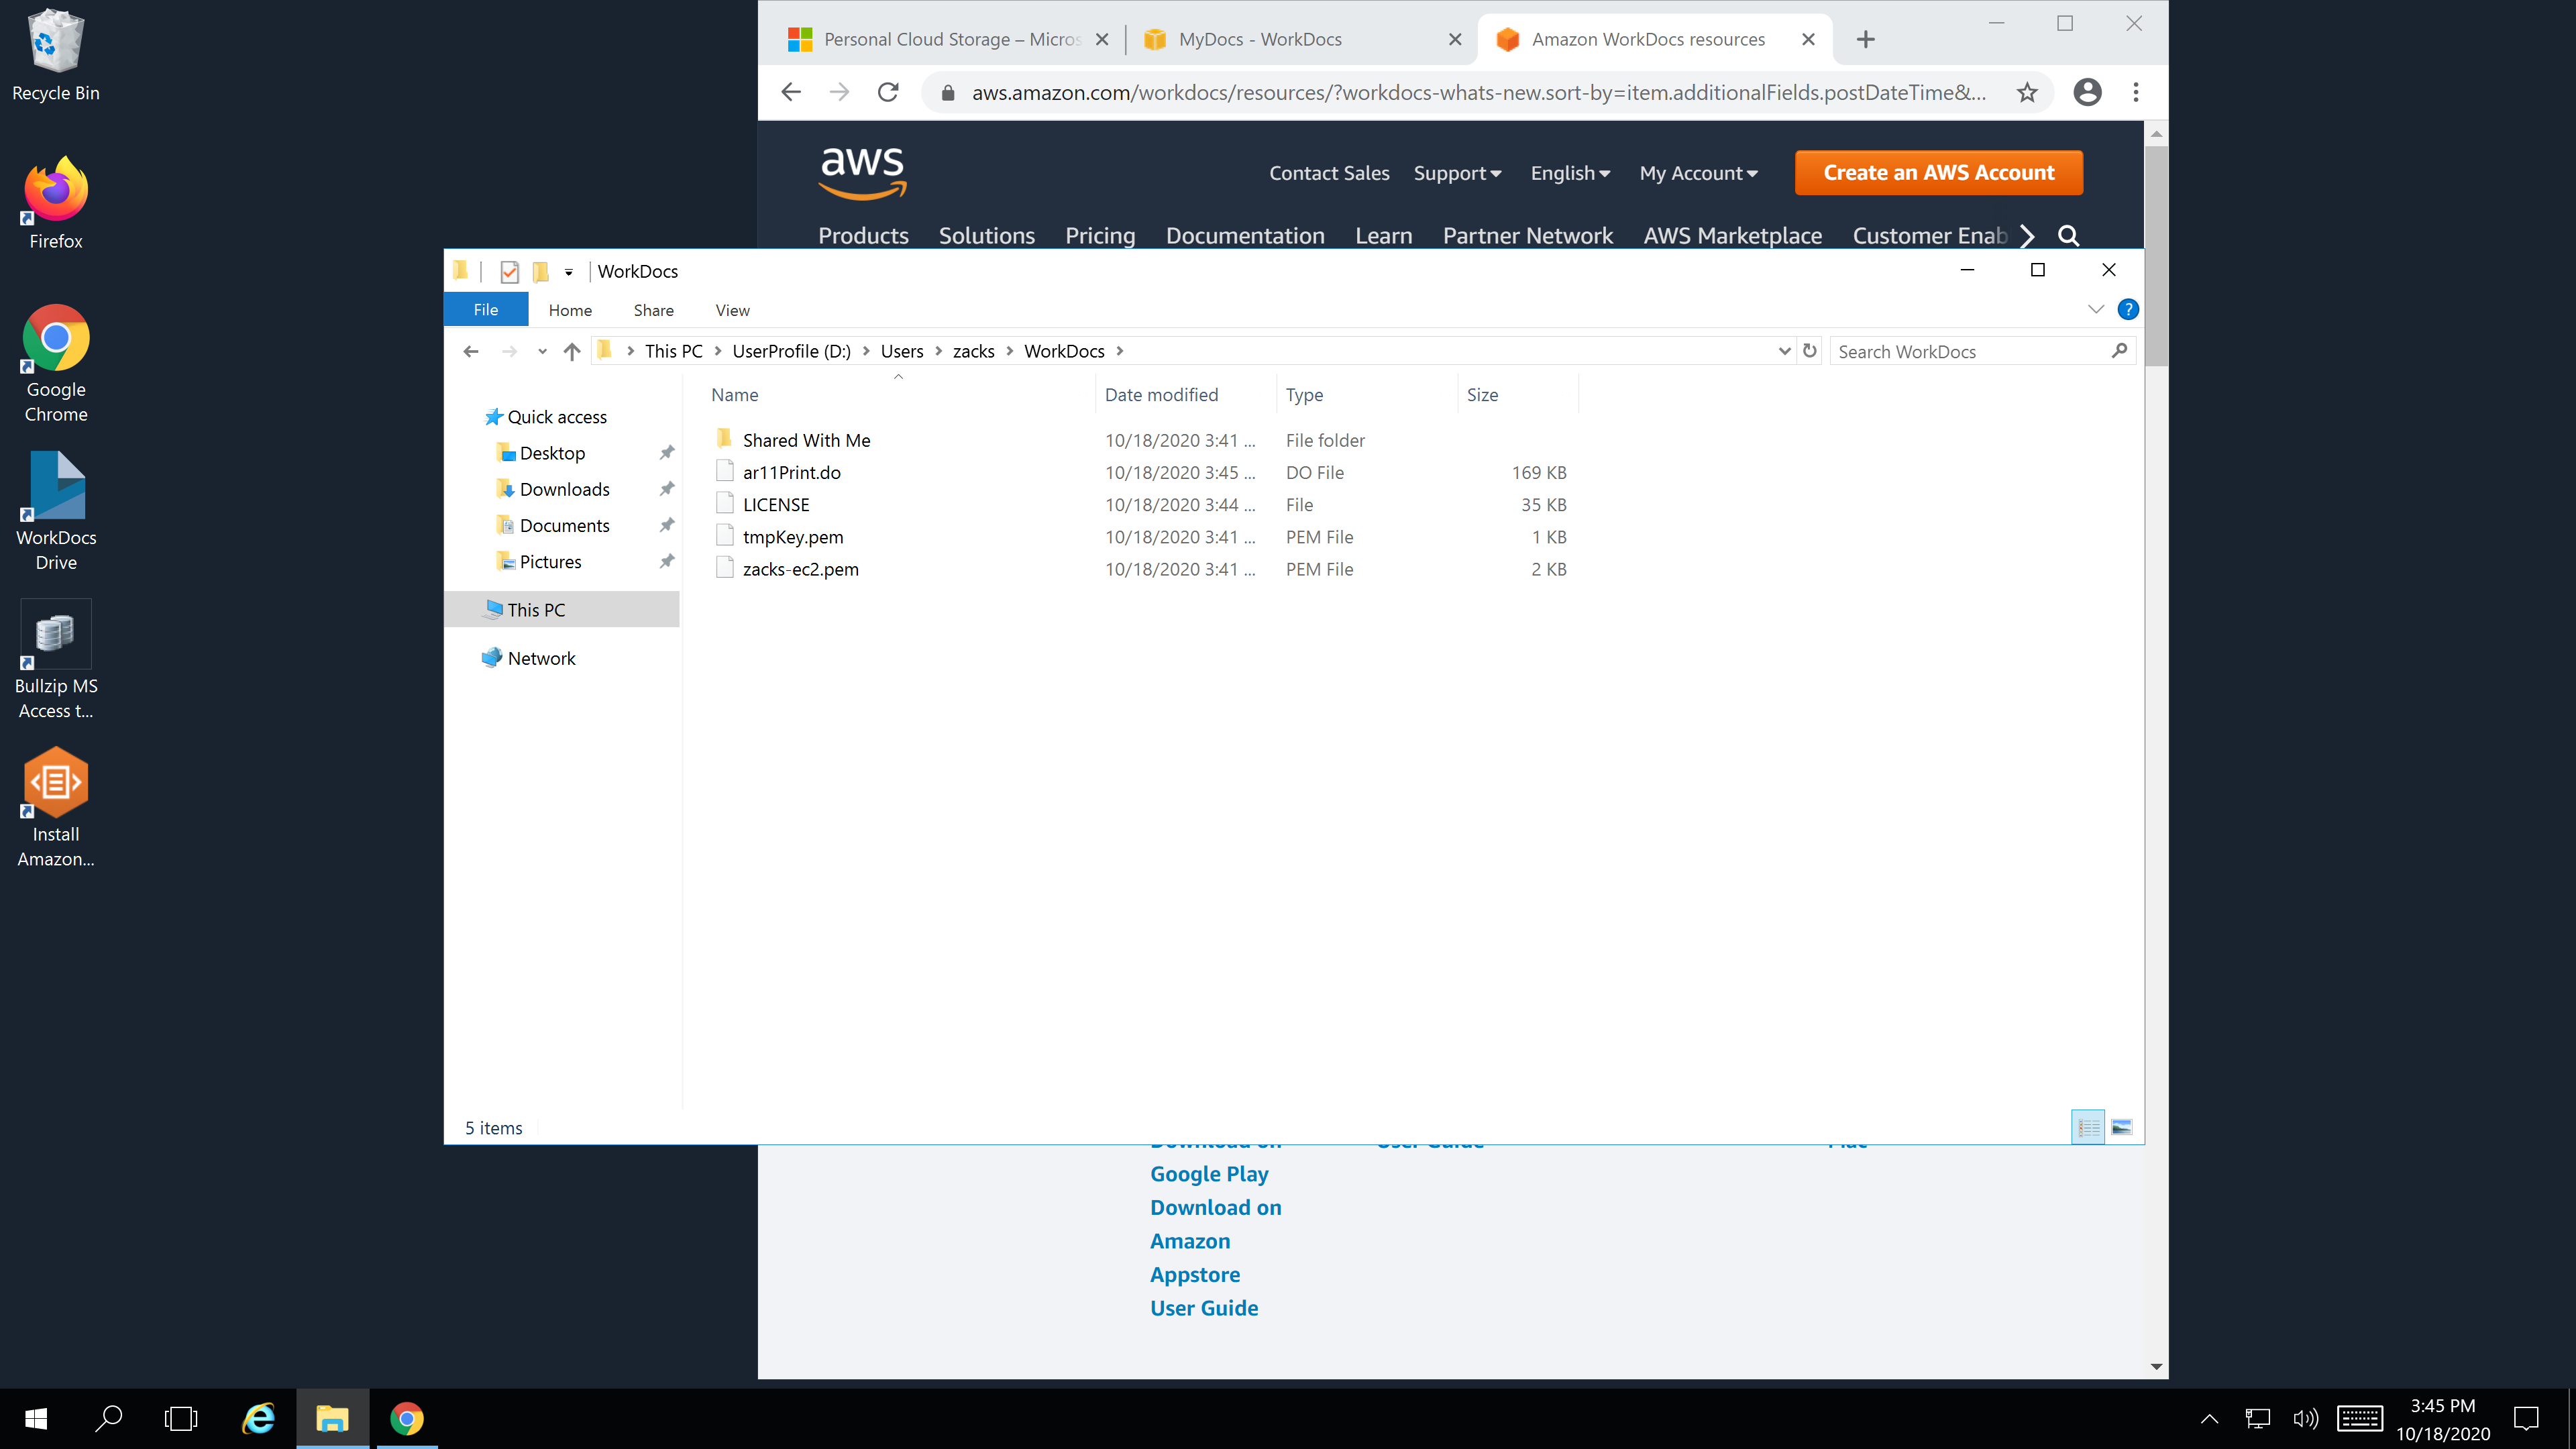 Recycle Bin
Firefox
Google
Chrome
WorkDocs
Drive
Bullzip MS
Access t...
Install
Amazon...
Personal Cloud Storage – Micros
MyDocs - WorkDocs
Amazon WorkDocs resources
aws.amazon.com/workdocs/resources/?workdocs-whats-new.sort-by=item.additionalFields.postDateTime&...
aws
Contact Sales Support English My Account Create an AWS Account
Products Solutions Pricing Documentation Learn Partner Network AWS Marketplace Customer Enab
WorkDocs
File Home Share View
This PC > UserProfile (D:) > Users > zacks > WorkDocs >
Search WorkDocs
Name Date modified Type Size
Quick access
Desktop
Downloads
Documents
Pictures
This PC
Network
Shared With Me 10/18/2020 3:41 ... File folder
ar11Print.do 10/18/2020 3:45 ... DO File 169 KB
LICENSE 10/18/2020 3:44 ... File 35 KB
tmpKey.pem 10/18/2020 3:41 ... PEM File 1 KB
zacks-ec2.pem 10/18/2020 3:41 ... PEM File 2 KB
5 items
Download on
Google Play
Download on
Amazon
Appstore
User Guide
User Guide
Mac
3:45 PM
10/18/2020